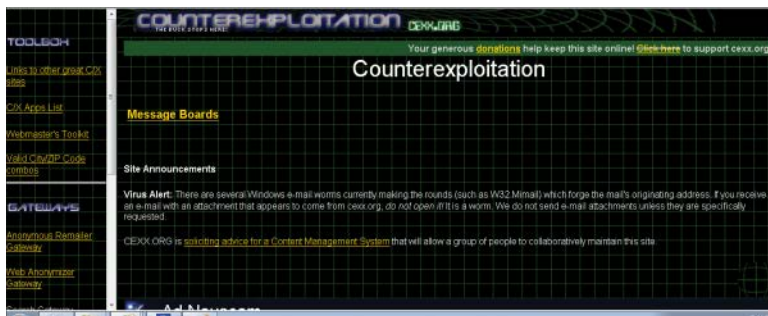 COUNTEREXPLOITATION CEXX.ORG
THE BUCK STOPS HERE!
Your generous donations help keep this site online! Click here to support cexx.org
TOOLBOX
Links to other great C/X
sites
C/X Apps List
Webmaster's Toolkit
Valid City/ZIP Code
combos
GATEWAYS
Anonymous Remailer
Gateway
Web Anonymizer
Gateway
Search Gateway
Counterexploitation
Message Boards
Site Announcements
Virus Alert: There are several Windows e-mail worms currently making the rounds (such as W32.Mimail) which forge the mail's originating address. If you receive
an e-mail with an attachment that appears to come from cexx.org, do not open it! It is a worm. We do not send e-mail attachments unless they are specifically
requested.
CEXX.ORG is soliciting advice for a Content Management System that will allow a group of people to collaboratively maintain this site.
Ad Nauseam